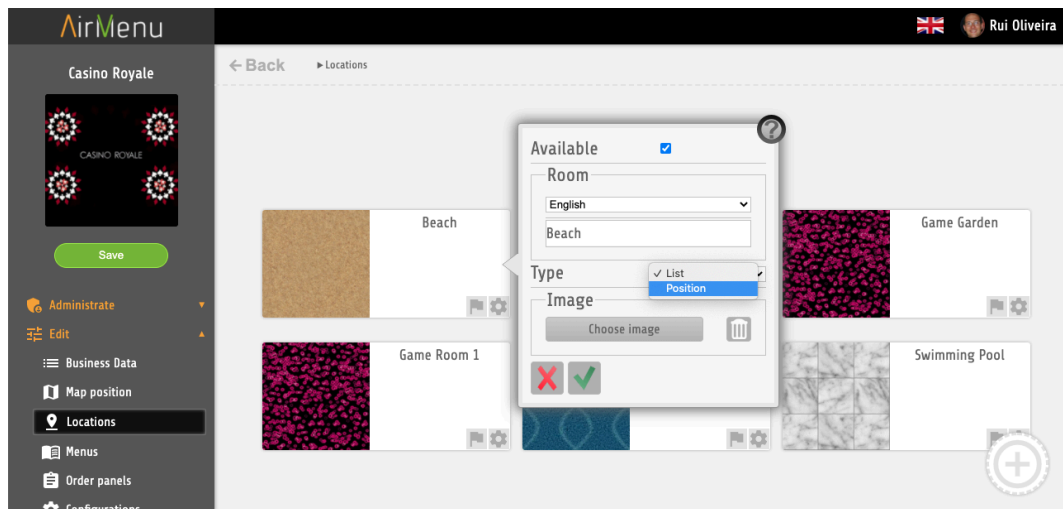 AirMenu
Rui Oliveira
Casino Royale
CASINO ROYALE
Save
Administrate
Edit
Business Data
Map position
Locations
Menus
Order panels
Configurations
← Back
▸ Locations
Beach
Available
?
Room
English
Beach
Type
✓ List
Position
Image
Choose image
Game Garden
Game Room 1
Swimming Pool